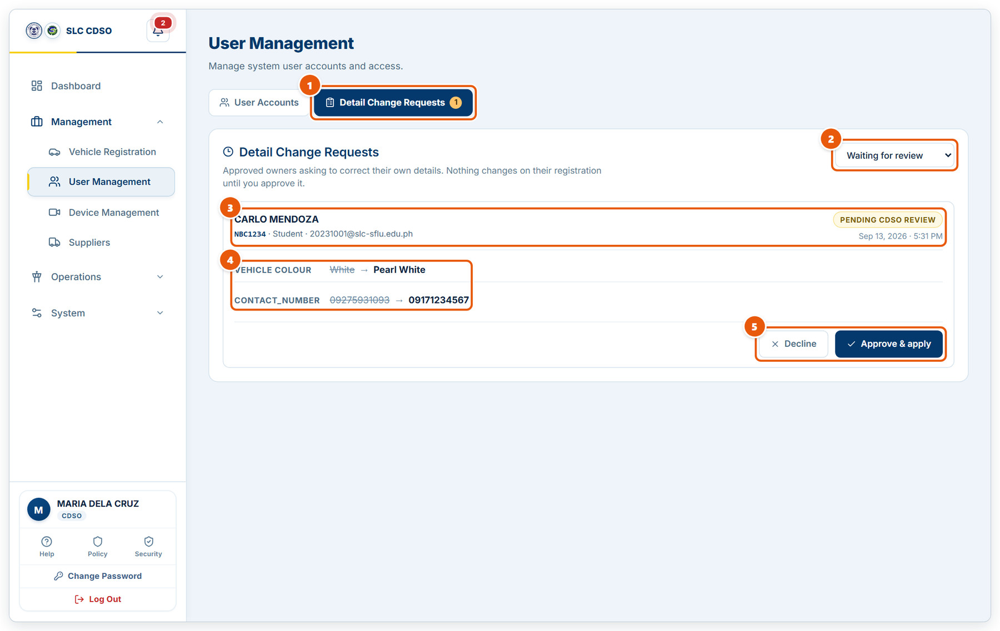 SLC CDSO
2
Dashboard
Management
Vehicle Registration
User Management
Device Management
Suppliers
Operations
System
M
MARIA DELA CRUZ
CDSO
Help
Policy
Security
Change Password
Log Out
User Management
Manage system user accounts and access.
User Accounts
1
Detail Change Requests 1
Detail Change Requests
Approved owners asking to correct their own details. Nothing changes on their registration
until you approve it.
2
Waiting for review
3
CARLO MENDOZA
NBC1234 · Student · 20231001@slc-sflu.edu.ph
PENDING CDSO REVIEW
Sep 13, 2026 · 5:31 PM
4
VEHICLE COLOUR White → Pearl White
CONTACT_NUMBER 09275931093 → 09171234567
5
Decline
Approve & apply